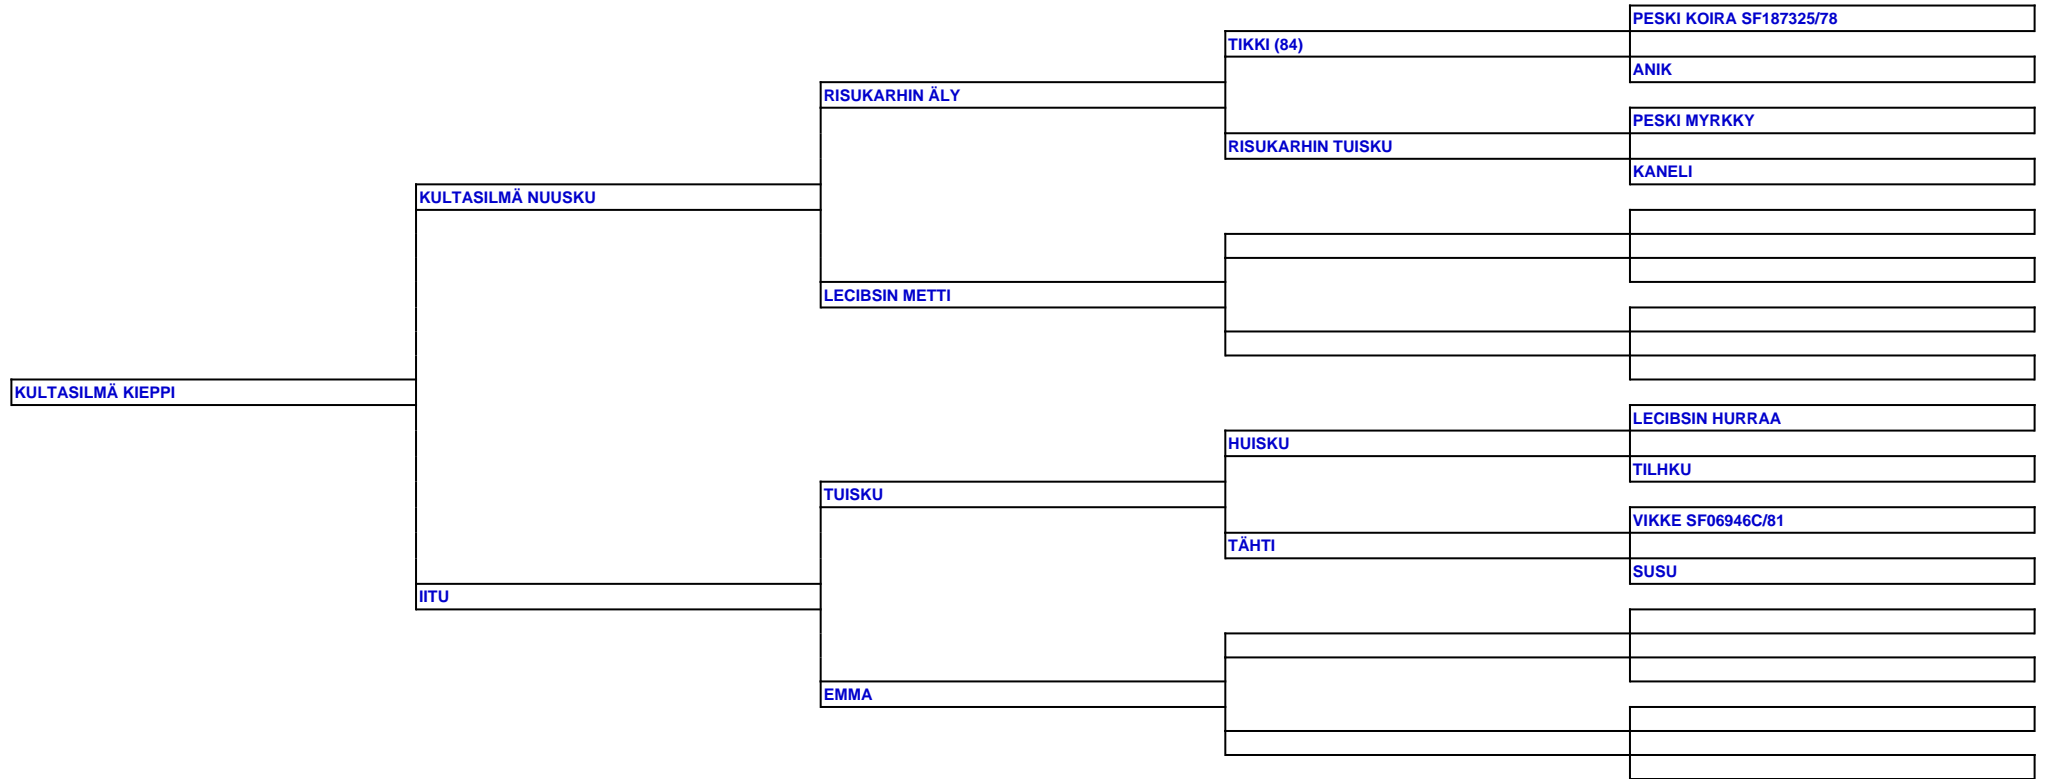 PESKI KOIRA SF187325/78
TIKKI (84)
ANIK
RISUKARHIN ÄLY
PESKI MYRKKY
RISUKARHIN TUISKU
KANELI
KULTASILMÄ NUUSKU
LECIBSIN METTI
KULTASILMÄ KIEPPI
LECIBSIN HURRAA
HUISKU
TILHKU
TUISKU
VIKKE SF06946C/81
TÄHTI
SUSU
IITU
EMMA